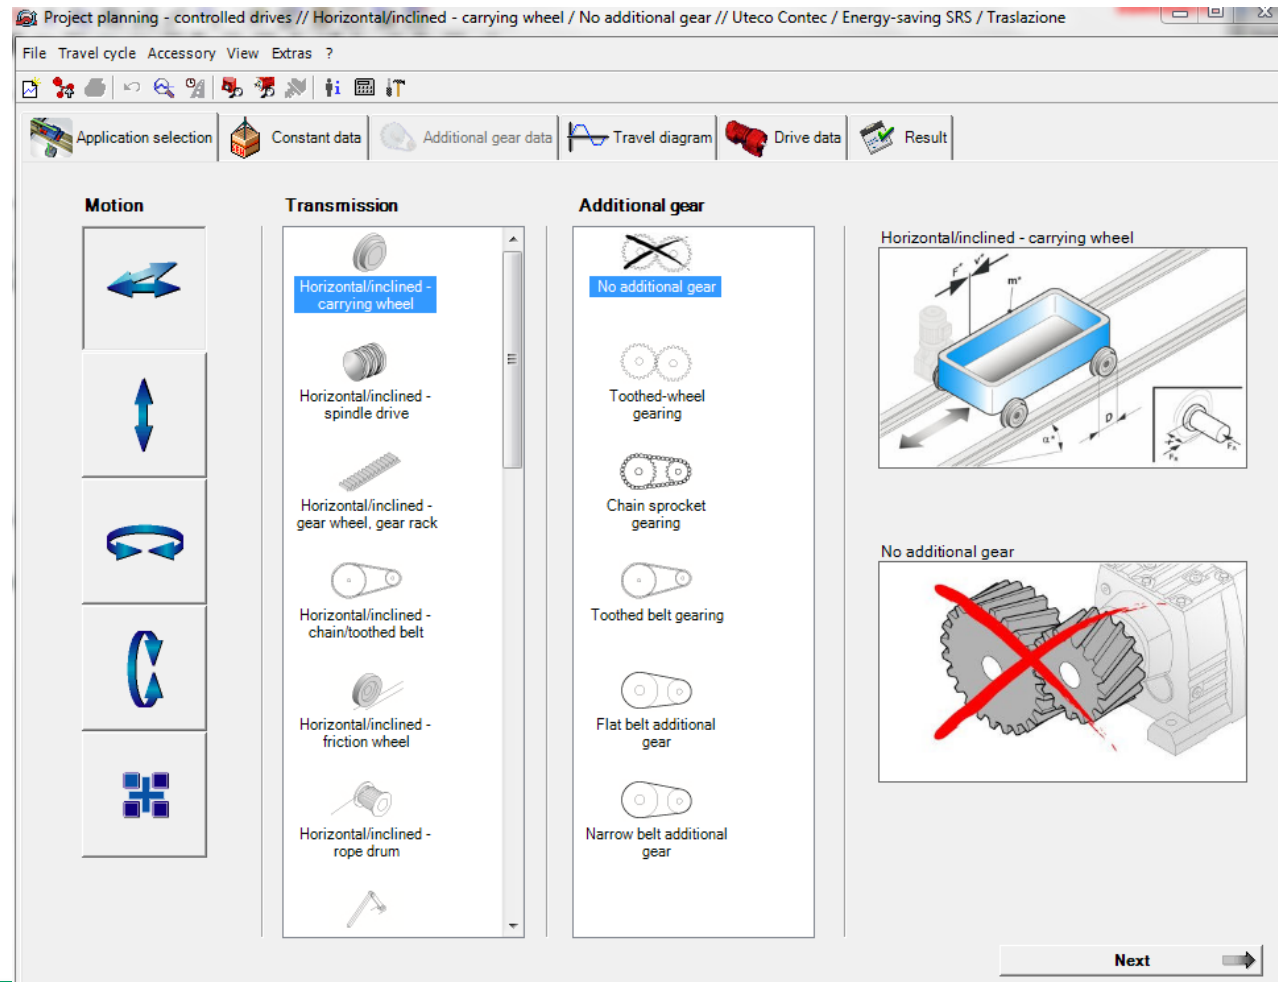 Project planning - controlled drives // Horizontal/inclined - carrying wheel / No additional gear // Uteco Contec / Energy-saving SRS / Traslazione
File Travel cycle Accessory View Extras ?
Application selection Constant data Additional gear data Travel diagram Drive data Result
Motion
Transmission
Horizontal/inclined -
carrying wheel
Horizontal/inclined -
spindle drive
Horizontal/inclined -
gear wheel, gear rack
Horizontal/inclined -
chain/toothed belt
Horizontal/inclined -
friction wheel
Horizontal/inclined -
rope drum
Additional gear
No additional gear
Toothed-wheel
gearing
Chain sprocket
gearing
Toothed belt gearing
Flat belt additional
gear
Narrow belt additional
gear
Horizontal/inclined - carrying wheel
F* v* m*
D
α*
No additional gear
Next